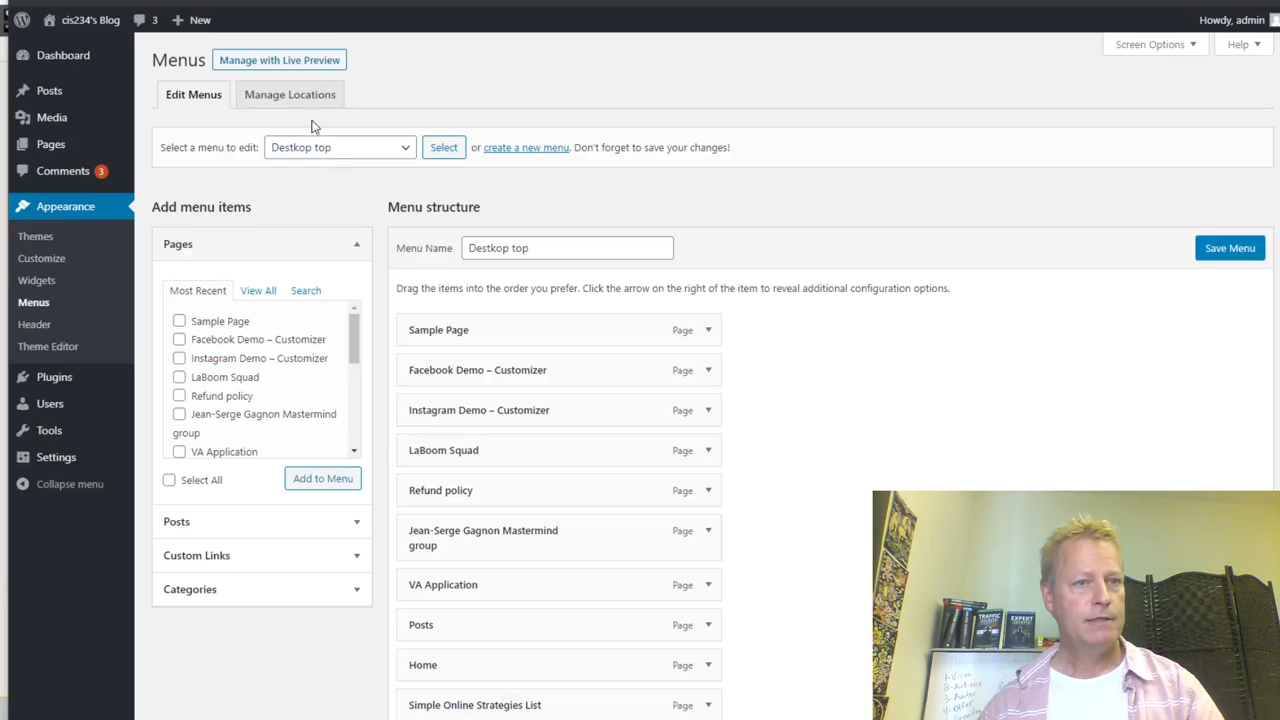 cis234's Blog
3
New
Howdy, admin
Dashboard
Posts
Media
Pages
Comments 3
Appearance
Themes
Customize
Widgets
Menus
Header
Theme Editor
Plugins
Users
Tools
Settings
Collapse menu
Screen Options
Help
Menus
Manage with Live Preview
Edit Menus
Manage Locations
Select a menu to edit: Destkop top Select or create a new menu. Don't forget to save your changes!
Add menu items
Pages
Most Recent View All Search
Sample Page
Facebook Demo – Customizer
Instagram Demo – Customizer
LaBoom Squad
Refund policy
Jean-Serge Gagnon Mastermind
group
VA Application
Select All
Add to Menu
Posts
Custom Links
Categories
Menu structure
Menu Name Destkop top Save Menu
Drag the items into the order you prefer. Click the arrow on the right of the item to reveal additional configuration options.
Sample Page Page
Facebook Demo – Customizer Page
Instagram Demo – Customizer Page
LaBoom Squad Page
Refund policy Page
Jean-Serge Gagnon Mastermind Page
group
VA Application Page
Posts Page
Home Page
Simple Online Strategies List Page
TRAFFIC
SECRETS
EXPERT
SECRETS
1-Vision
4-Offer